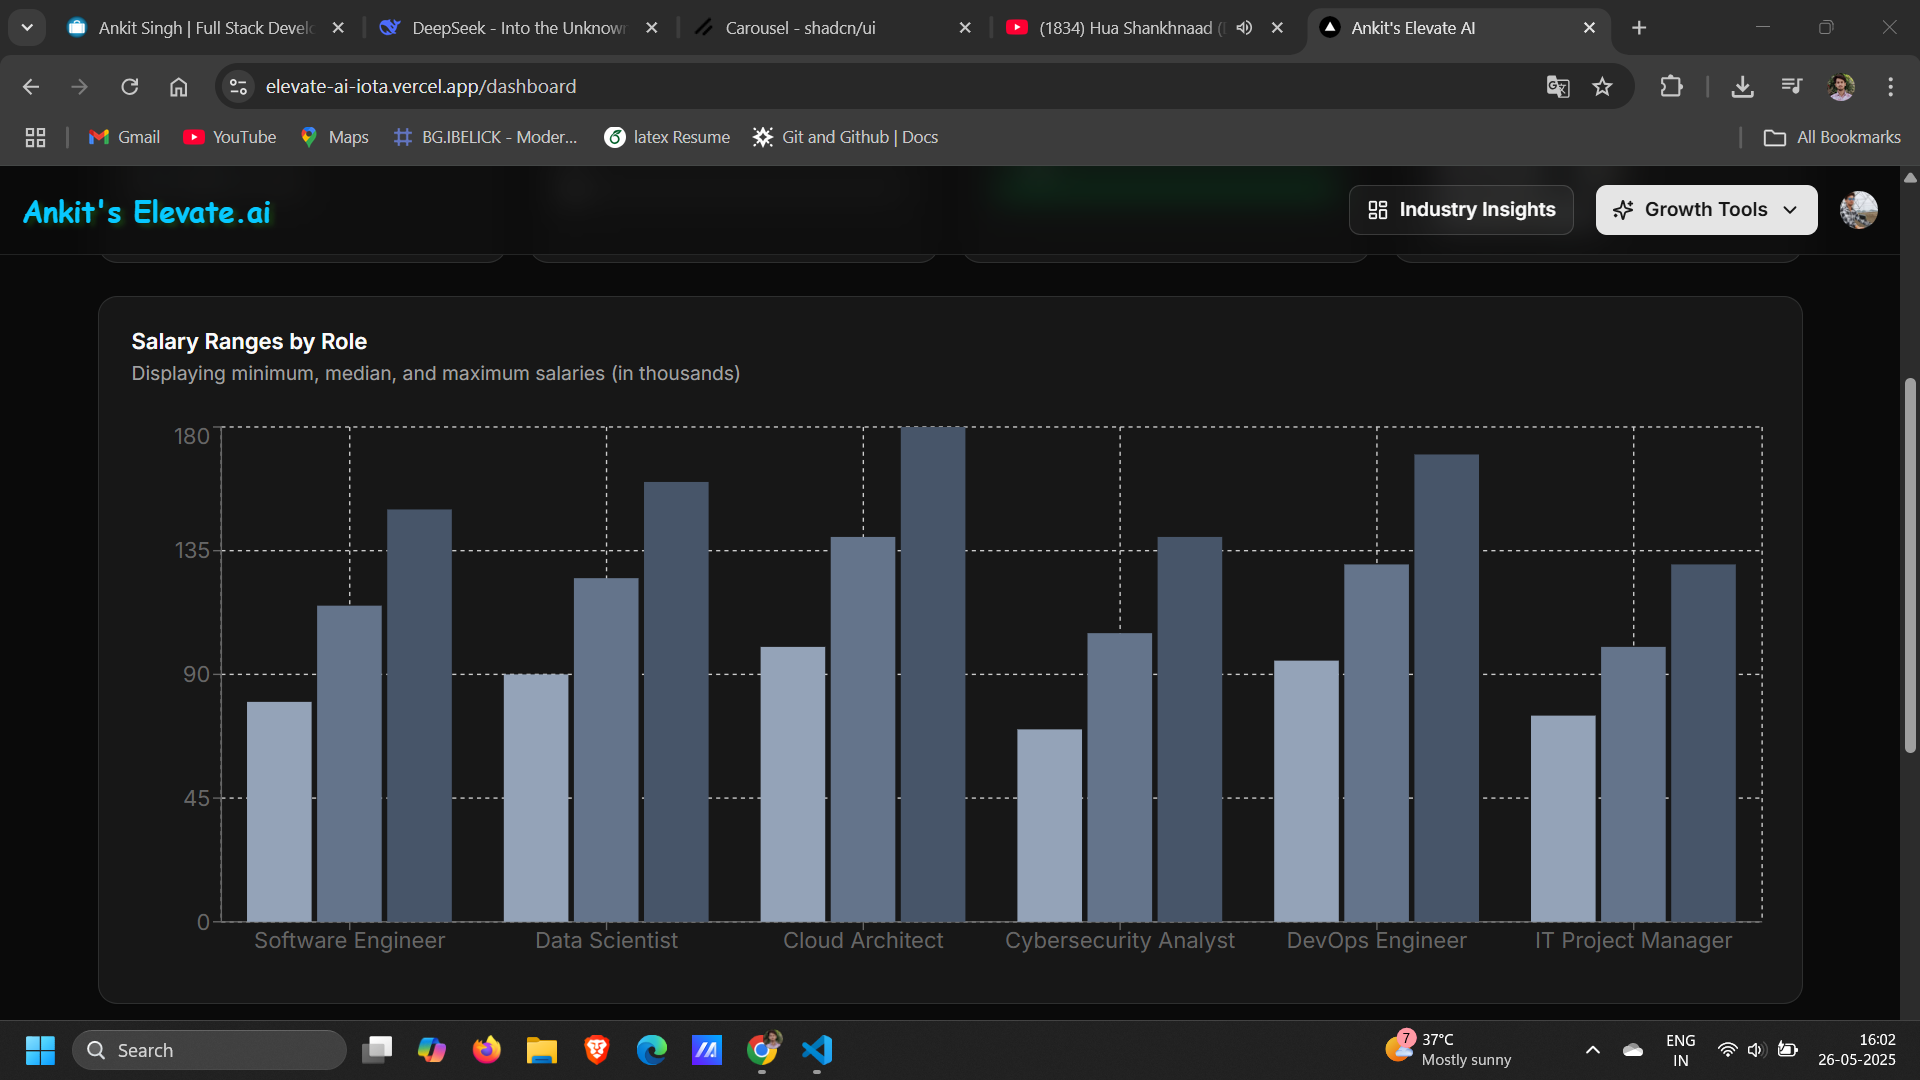 Ankit Singh | Full Stack Develo
DeepSeek - Into the Unknown
Carousel - shadcn/ui
(1834) Hua Shankhnaad (
Ankit's Elevate AI
elevate-ai-iota.vercel.app/dashboard
Gmail
YouTube
Maps
BG.IBELICK - Moder...
latex Resume
Git and Github | Docs
All Bookmarks
Ankit's Elevate.ai
Industry Insights
Growth Tools
Salary Ranges by Role
Displaying minimum, median, and maximum salaries (in thousands)
180
135
90
45
0
Software Engineer
Data Scientist
Cloud Architect
Cybersecurity Analyst
DevOps Engineer
IT Project Manager
Search
7
37°C
Mostly sunny
ENG
IN
16:02
26-05-2025